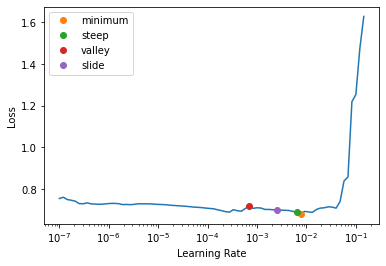 minimum
steep
valley
slide
1.6
1.4
1.2
1.0
0.8
Loss
10⁻⁷
10⁻⁶
10⁻⁵
10⁻⁴
10⁻³
10⁻²
10⁻¹
Learning Rate